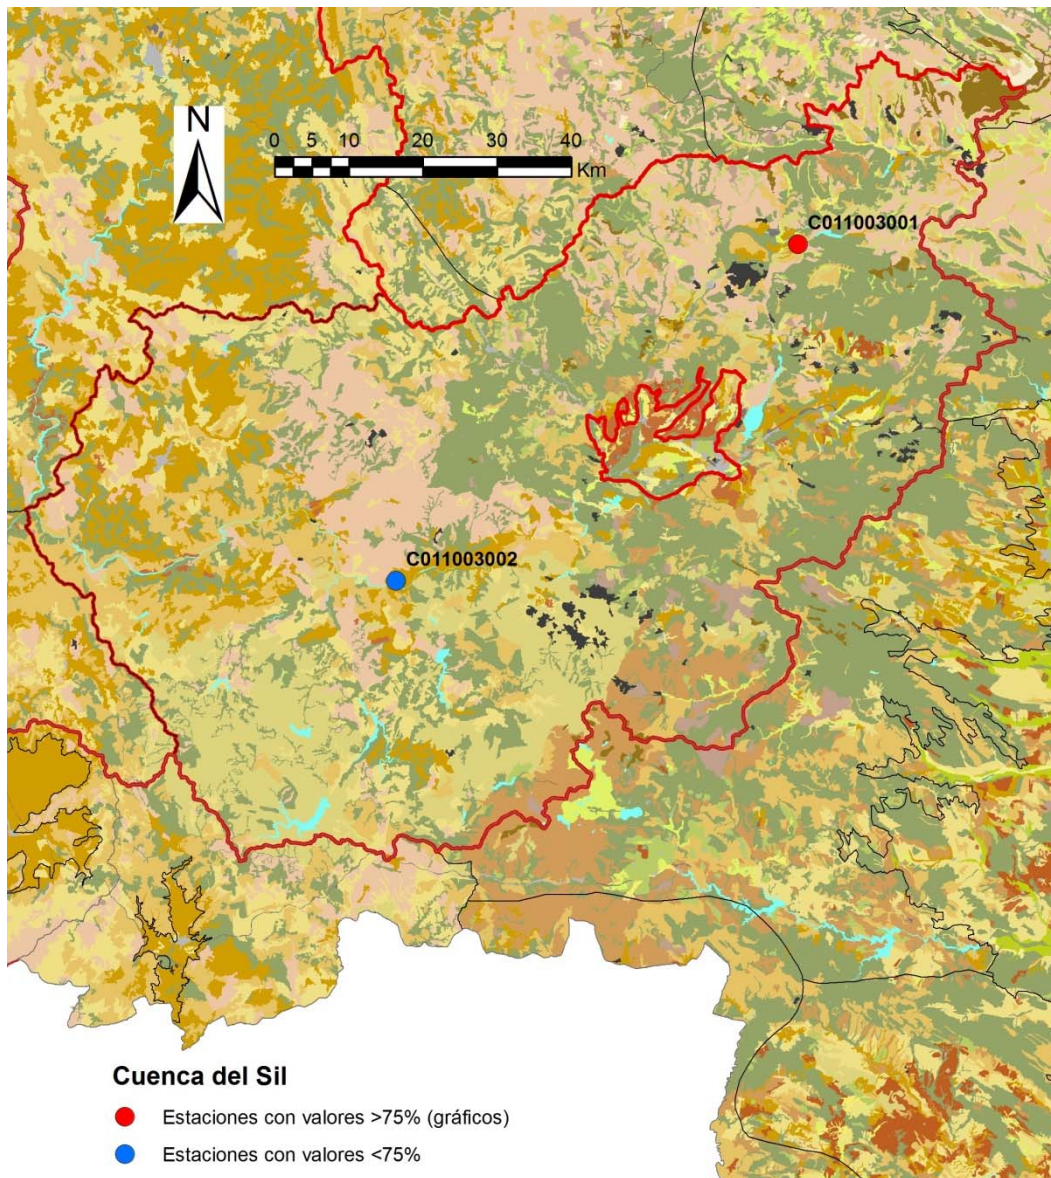 N
0 5 10 20 30 40
Km
C011003001
C011003002
Cuenca del Sil
Estaciones con valores >75% (gráficos)
Estaciones con valores <75%